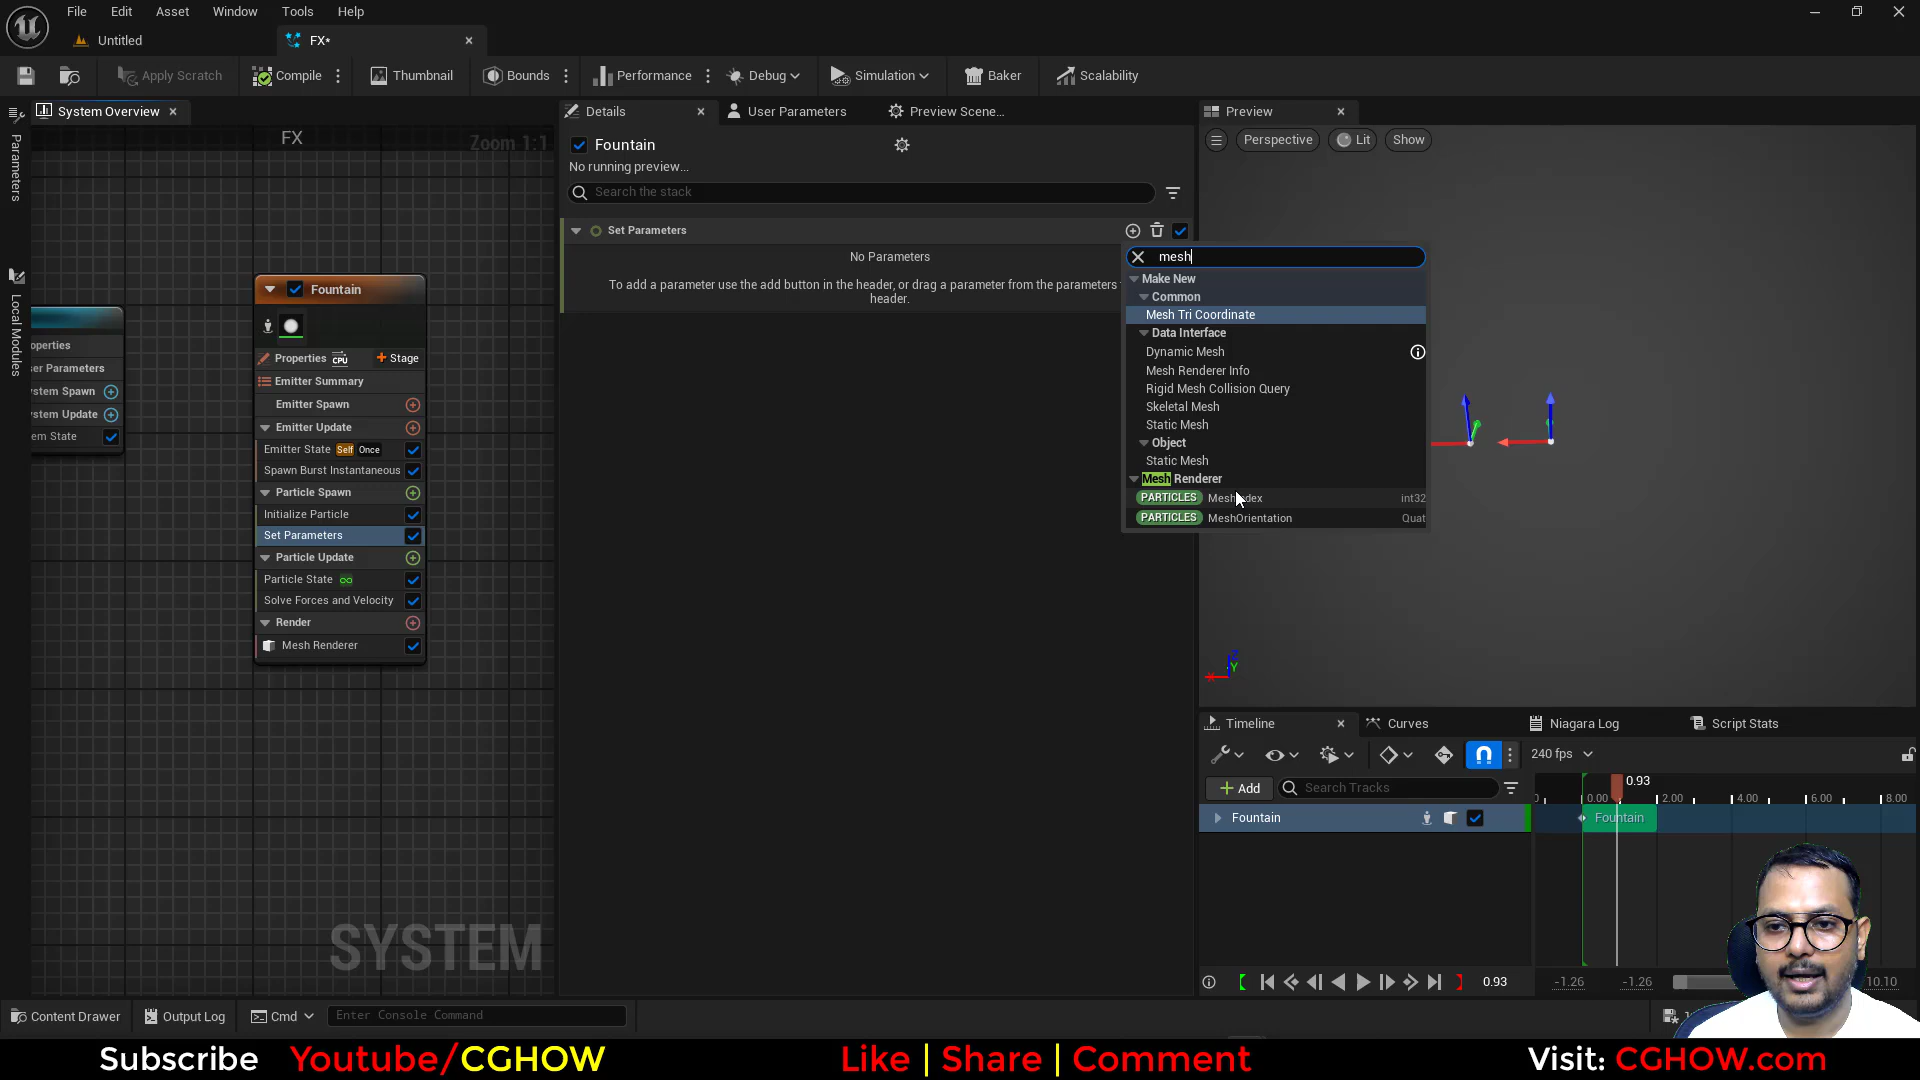 File Edit Asset Window Tools Help
Untitled FX*
Apply Scratch Compile Thumbnail Bounds Performance Debug Simulation Baker Scalability
System Overview Details User Parameters Preview Scene... Preview
Parameters
Local Modules
FX Zoom 1:1
Fountain
No running preview...
Search the stack
Perspective Lit Show
Set Parameters
No Parameters
To add a parameter use the add button in the header, or drag a parameter from the parameters
header.
mesh
Make New
Common
Mesh Tri Coordinate
Data Interface
Dynamic Mesh
Mesh Renderer Info
Rigid Mesh Collision Query
Skeletal Mesh
Static Mesh
Object
Static Mesh
Mesh Renderer
PARTICLES int32
PARTICLES MeshOrientation Quat
Fountain
Properties CPU Stage
Emitter Summary
Emitter Spawn
Emitter Update
Emitter State Self Once
Spawn Burst Instantaneous
Particle Spawn
Initialize Particle
Set Parameters
Particle Update
Particle State
Solve Forces and Velocity
Render
Mesh Renderer
operties
er Parameters
ystem Spawn
ystem Update
em State
SYSTEM
Z
Y
X
Timeline Curves Niagara Log Script Stats
240 fps
Add Search Tracks
0.93
0.00 2.00 4.00 6.00 8.00
Fountain Fountain
0.93 -1.26 -1.26 10.10
Content Drawer Output Log Cmd Enter Console Command
Subscribe Youtube/CGHOW Like | Share | Comment Visit: CGHOW.com